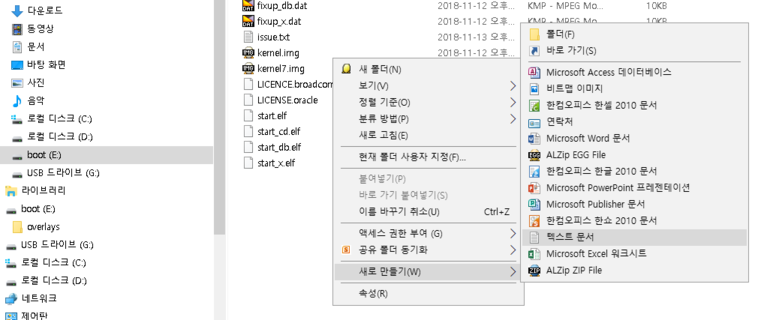 다운로드
동영상
문서
바탕 화면
사진
음악
로컬 디스크 (C:)
로컬 디스크 (D:)
boot (E:)
USB 드라이브 (G:)
라이브러리
boot (E:)
overlays
USB 드라이브 (G:)
로컬 디스크 (C:)
로컬 디스크 (D:)
네트워크
제어판
fixup_db.dat 2018-11-12 오후... KMP - MPEG Mo... 10KB
fixup_x.dat 2018-11-12 오후... KMP - MPEG Mo... 10KB
issue.txt 2018-11-13 오후...
kernel.img 2018-11-12 오후...
kernel7.img
LICENCE.broadcom
LICENSE.oracle
start.elf
start_cd.elf
start_db.elf
start_x.elf
새 폴더(N)
보기(V)
정렬 기준(O)
분류 방법(P)
새로 고침(E)
현재 폴더 사용자 지정(F)...
붙여넣기(P)
바로 가기 붙여넣기(S)
이름 바꾸기 취소(U) Ctrl+Z
액세스 권한 부여 (G)
공유 폴더 동기화
새로 만들기(W)
속성(R)
폴더(F)
바로 가기(S)
Microsoft Access 데이터베이스
비트맵 이미지
한컴오피스 한셀 2010 문서
연락처
Microsoft Word 문서
ALZip EGG File
한컴오피스 한글 2010 문서
Microsoft PowerPoint 프레젠테이션
Microsoft Publisher 문서
한컴오피스 한쇼 2010 문서
텍스트 문서
Microsoft Excel 워크시트
ALZip ZIP File